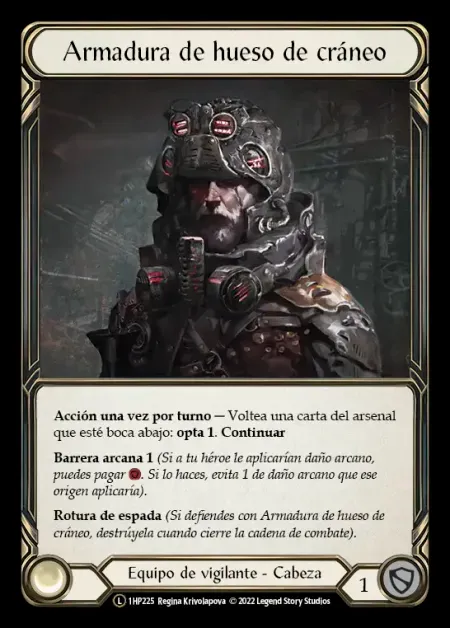 Armadura de hueso de cráneo
Acción una vez por turno — Voltea una carta del arsenal
que esté boca abajo: opta 1. Continuar
Barrera arcana 1 (Si a tu héroe le aplicarían daño arcano,
puedes pagar . Si lo haces, evita 1 de daño arcano que ese
origen aplicaría).
Rotura de espada (Si defiendes con Armadura de hueso de
cráneo, destrúyela cuando cierre la cadena de combate).
Equipo de vigilante - Cabeza
1
L 1HP225 Regina Krivolapova © 2022 Legend Story Studios